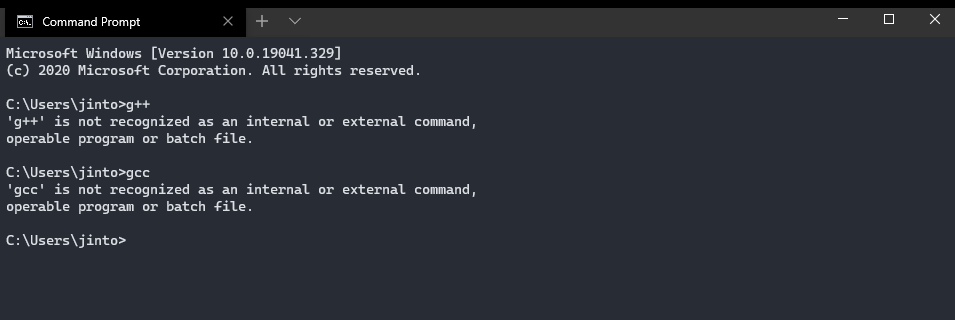 Command Prompt
Microsoft Windows [Version 10.0.19041.329]
(c) 2020 Microsoft Corporation. All rights reserved.
C:\Users\jinto>g++
'g++' is not recognized as an internal or external command,
operable program or batch file.
C:\Users\jinto>gcc
'gcc' is not recognized as an internal or external command,
operable program or batch file.
C:\Users\jinto>